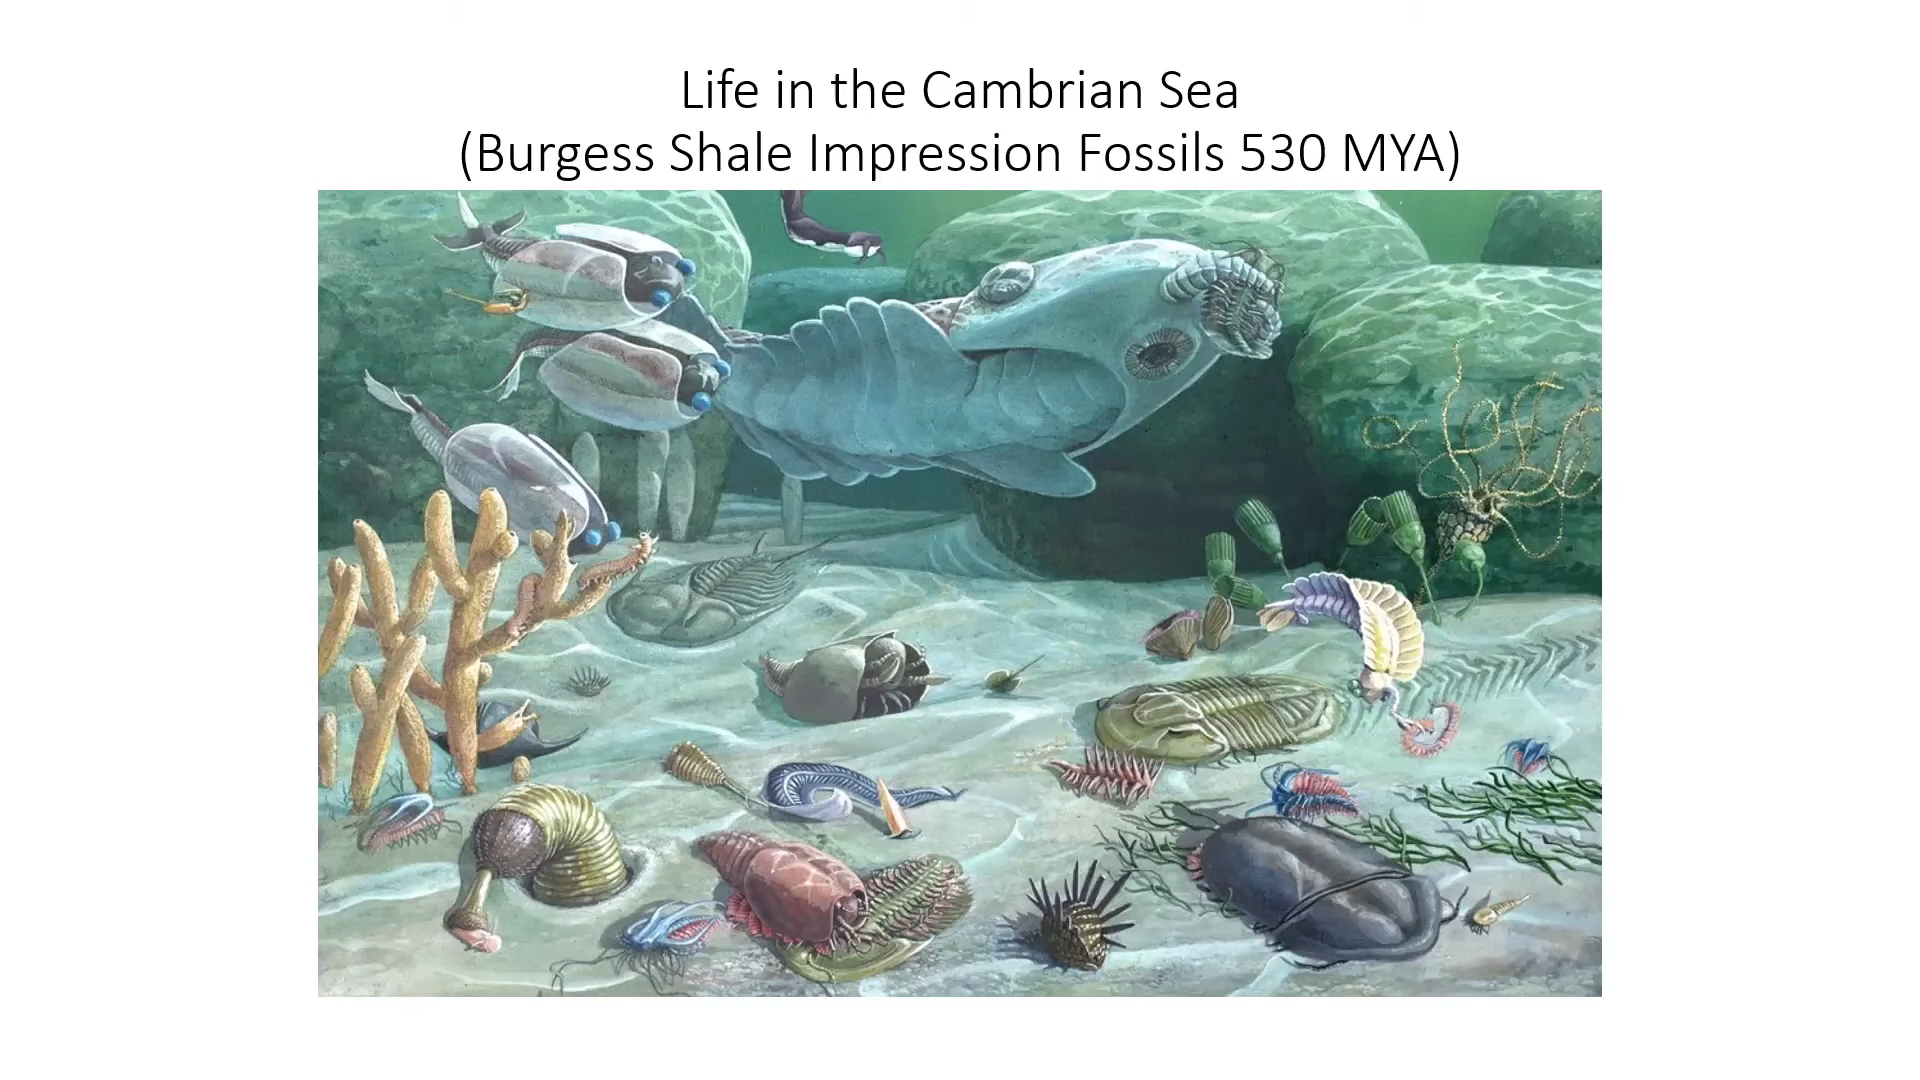 Life in the Cambrian Sea
(Burgess Shale Impression Fossils 530 MYA)